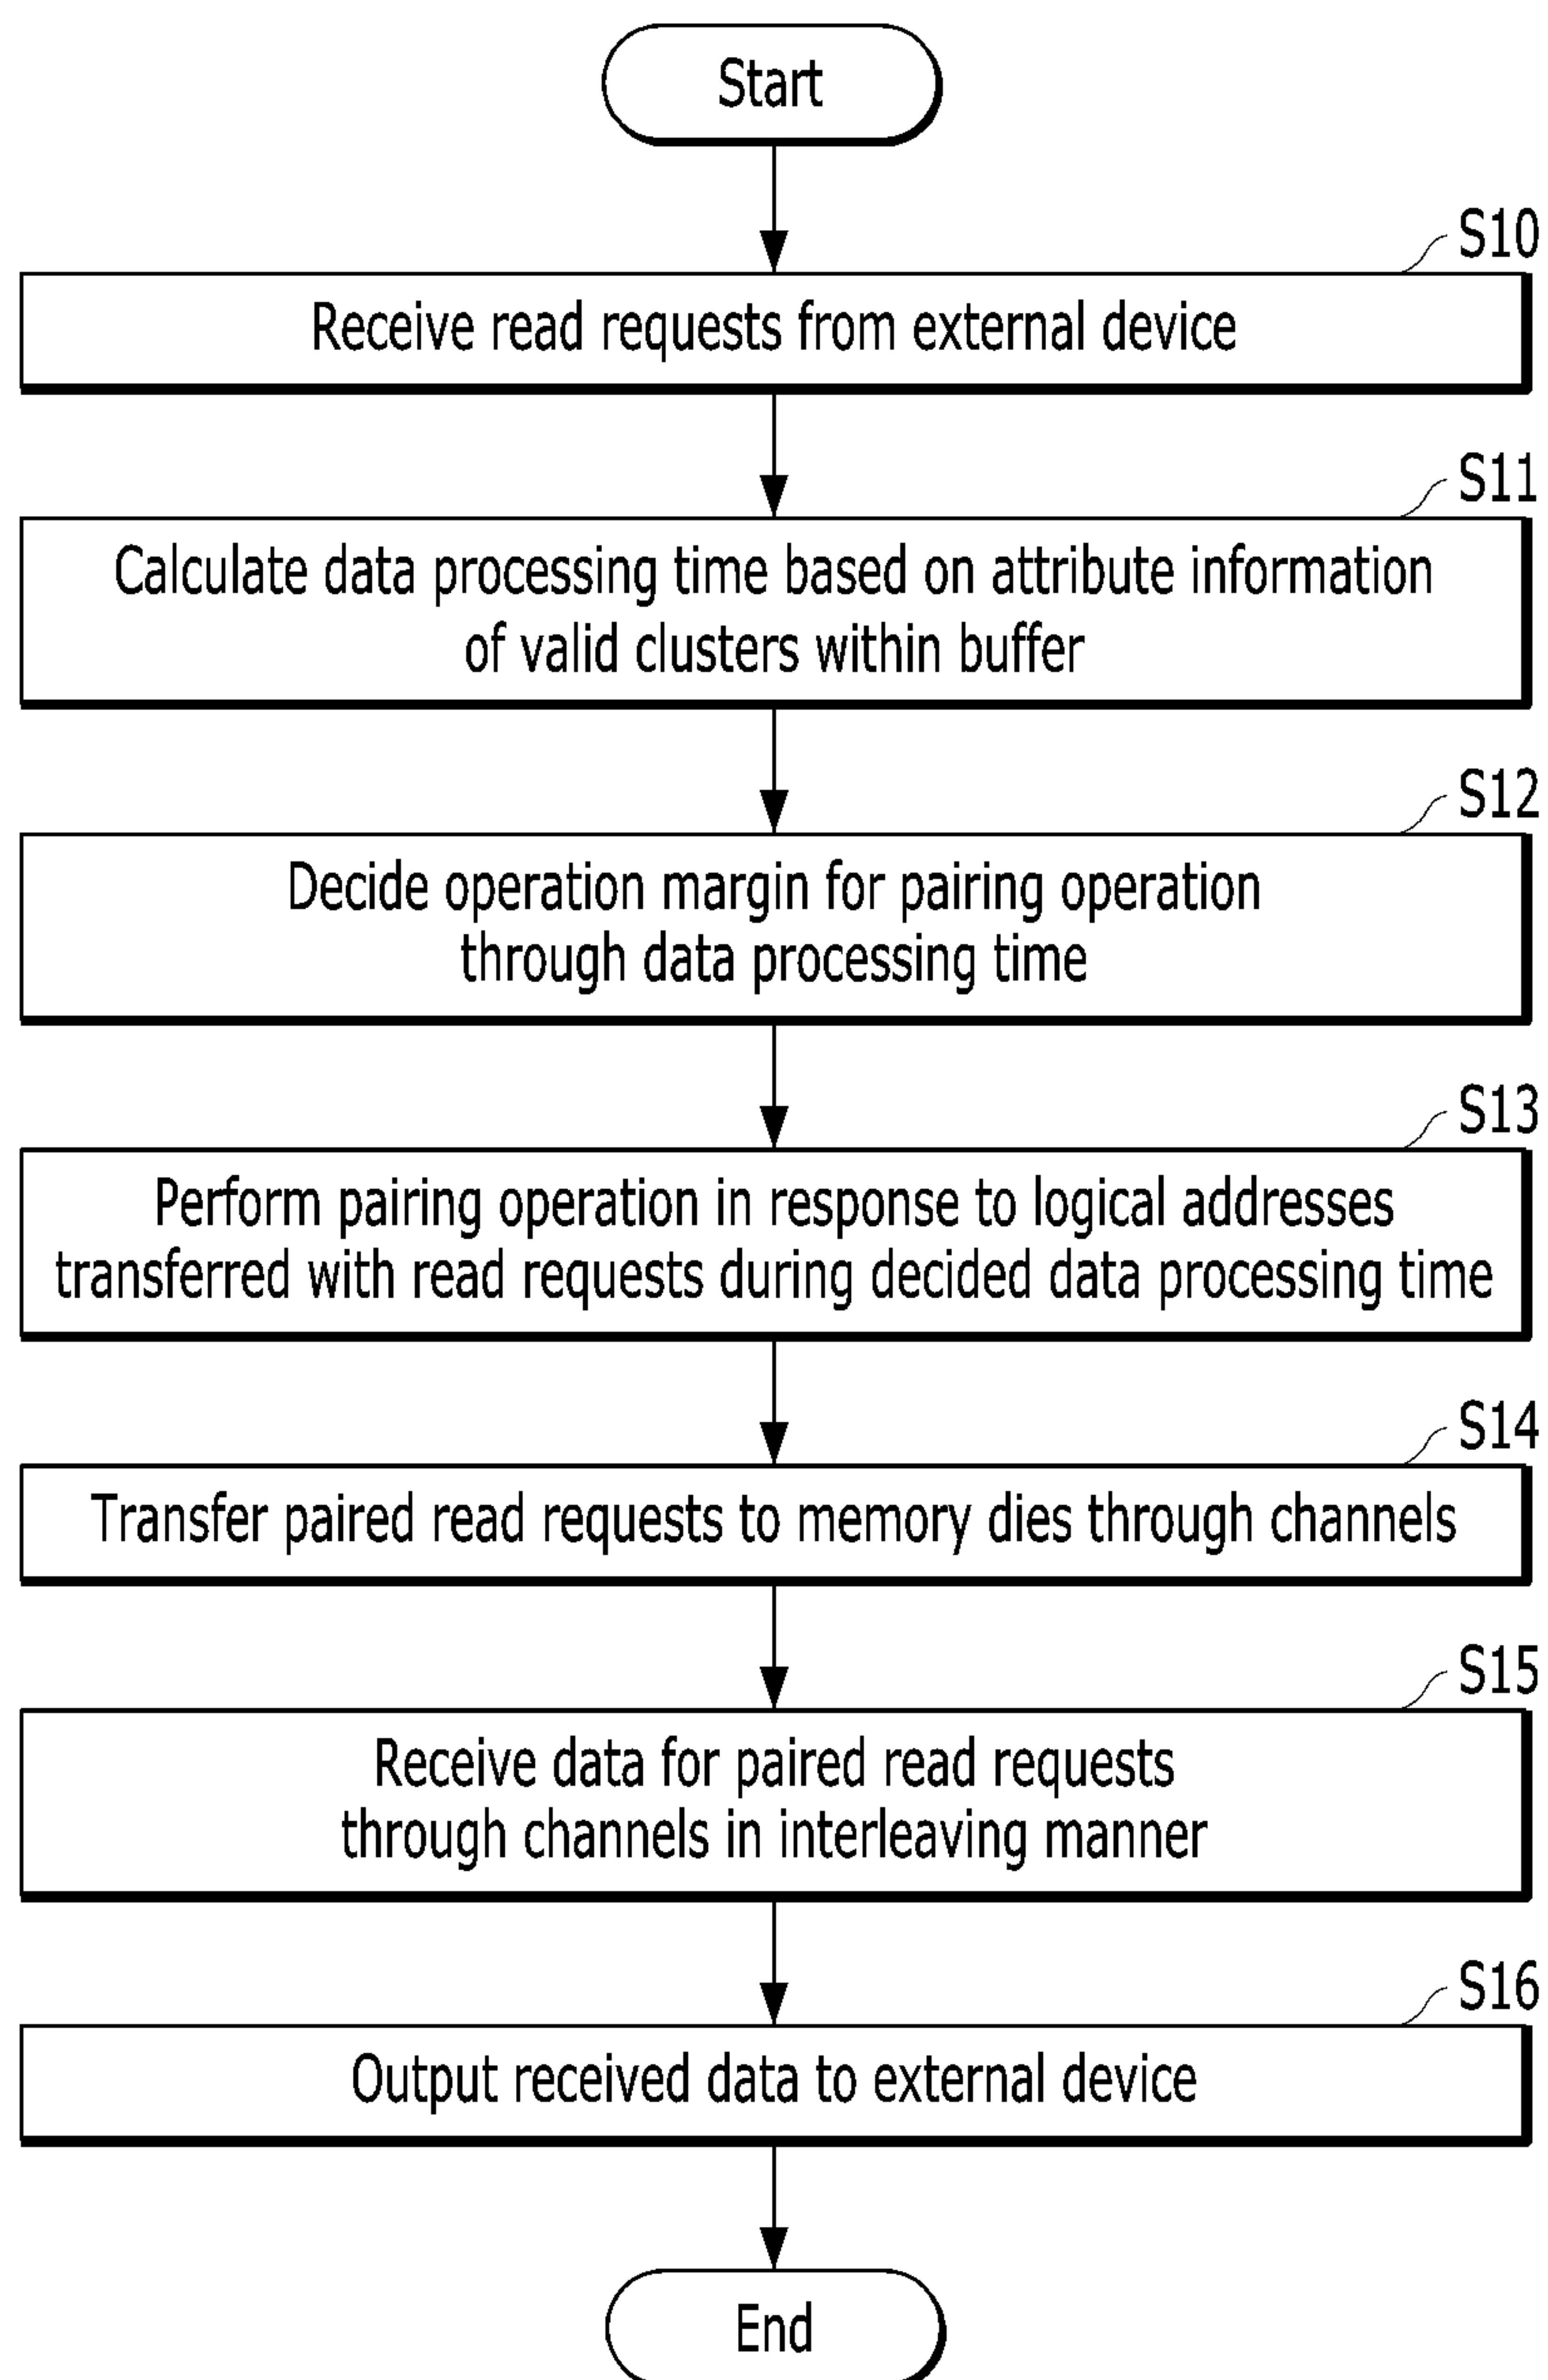 Start
S10
Receive read requests from external device
S11
Calculate data processing time based on attribute information
of valid clusters within buffer
S12
Decide operation margin for pairing operation
through data processing time
S13
Perform pairing operation in response to logical addresses
transferred with read requests during decided data processing time
S14
Transfer paired read requests to memory dies through channels
S15
Receive data for paired read requests
through channels in interleaving manner
S16
Output received data to external device
End